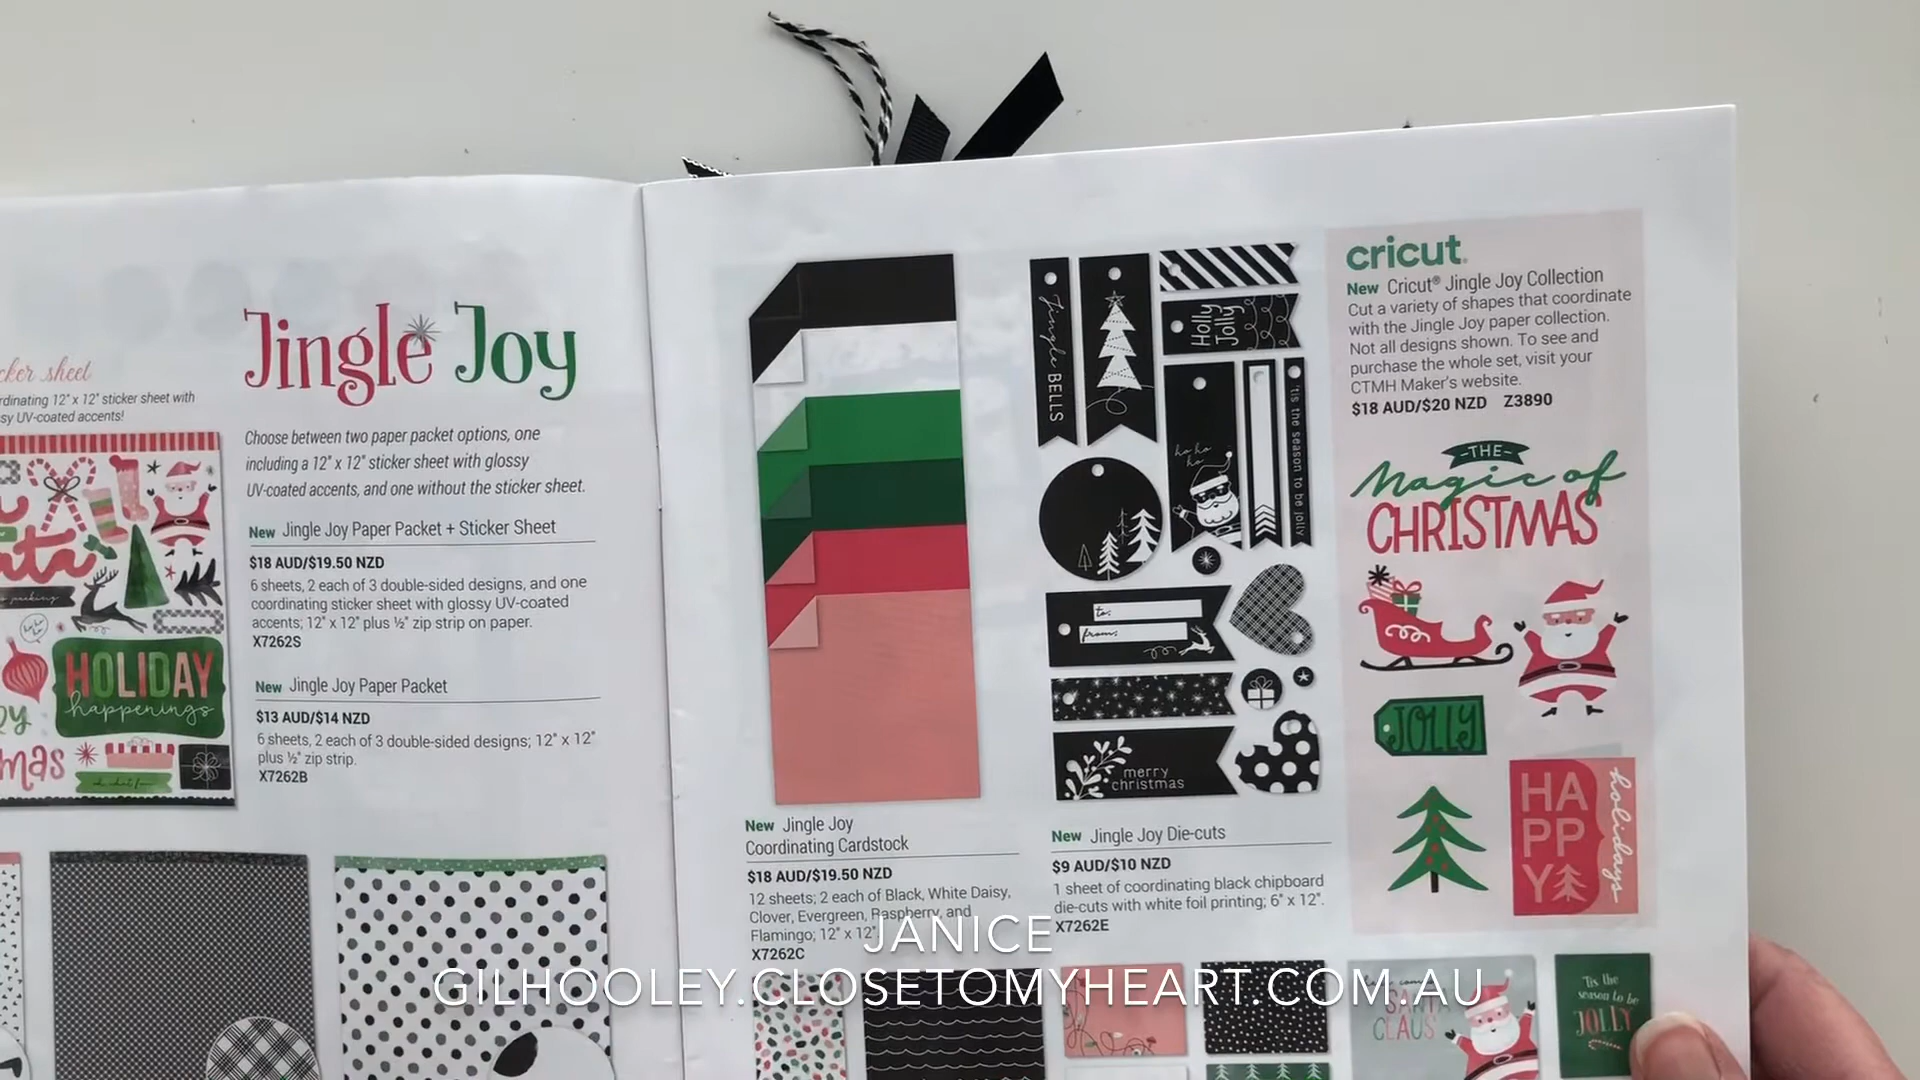 cker sheet
rdinating 12" x 12" sticker sheet with
sy UV-coated accents!
HOLIDAY
happenings
mas
Jingle Joy
Choose between two paper packet options, one
including a 12" x 12" sticker sheet with glossy
UV-coated accents, and one without the sticker sheet.
New Jingle Joy Paper Packet + Sticker Sheet
$18 AUD/$19.50 NZD
6 sheets, 2 each of 3 double-sided designs, and one
coordinating sticker sheet with glossy UV-coated
accents; 12" x 12" plus ½" zip strip on paper.
X7262S
New Jingle Joy Paper Packet
$13 AUD/$14 NZD
6 sheets, 2 each of 3 double-sided designs; 12" x 12"
plus ½" zip strip.
X7262B
New Jingle Joy
Coordinating Cardstock
$18 AUD/$19.50 NZD
12 sheets; 2 each of Black, White Daisy,
Clover, Evergreen, Raspberry, and
Flamingo; 12" x 12".
X7262C
Jingle BELLS
Holly
Jolly
ho ho
ho
'tis the season to be jolly
to:
from:
merry
christmas
New Jingle Joy Die-cuts
$9 AUD/$10 NZD
1 sheet of coordinating black chipboard
die-cuts with white foil printing; 6" x 12".
X7262E
cricut
New Cricut® Jingle Joy Collection
Cut a variety of shapes that coordinate
with the Jingle Joy paper collection.
Not all designs shown. To see and
purchase the whole set, visit your
CTMH Maker's website.
$18 AUD/$20 NZD Z3890
-THE-
Magic of
CHRISTMAS
JOLLY
HA
PP
Y
holidays
SANTA
CLAUS
'Tis the
season to be
JOLLY
JANICE
GILHOOLEY.CLOSETOMYHEART.COM.AU